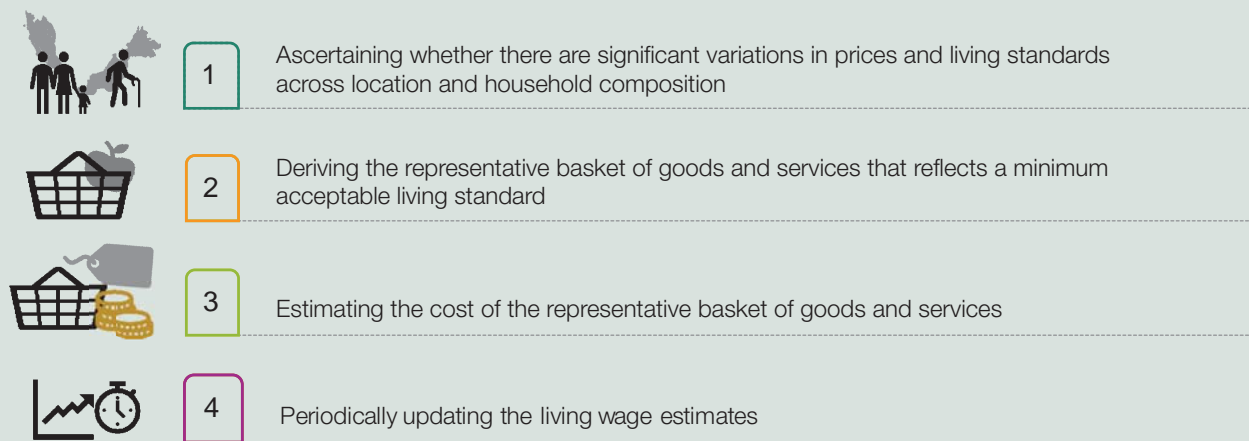 1
Ascertaining whether there are significant variations in prices and living standards
across location and household composition
2
Deriving the representative basket of goods and services that reflects a minimum
acceptable living standard
3
Estimating the cost of the representative basket of goods and services
4
Periodically updating the living wage estimates